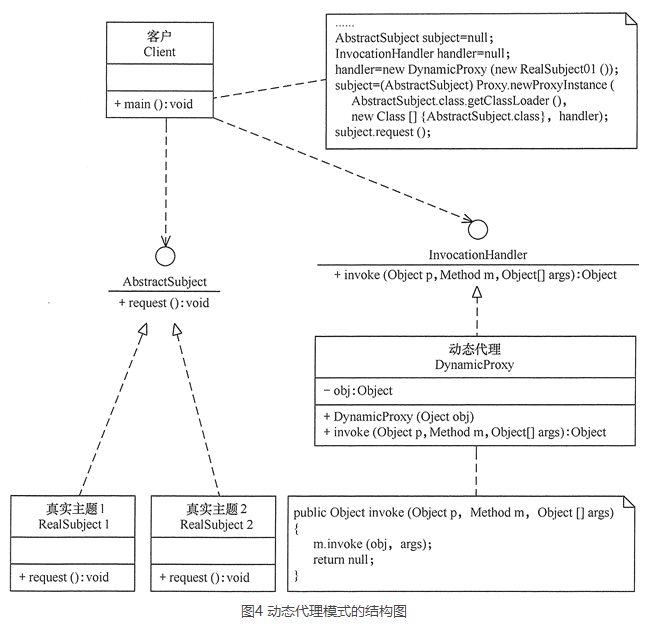 客户
Client
+ main ( ) : void
……
AbstractSubject subject=null;
InvocationHandler handler=null;
handler=new DynamicProxy (new RealSubject01 ( ));
subject=(AbstractSubject) Proxy.newProxyInstance (
AbstractSubject.class.getClassLoader ( ),
new Class [ ] {AbstractSubject.class}, handler);
subject.request ( );
AbstractSubject
+ request ( ) : void
InvocationHandler
+ invoke (Object p, Method m, Object[] args) : Object
动态代理
DynamicProxy
− obj: Object
+ DynamicProxy (Oject obj)
+ invoke (Object p, Method m, Object[] args) : Object
真实主题1
RealSubject 1
+ request ( ) : void
真实主题2
RealSubject 2
+ request ( ) : void
public Object invoke (Object p, Method m, Object [ ] args)
{
m.invoke (obj, args);
return null;
}
图4 动态代理模式的结构图